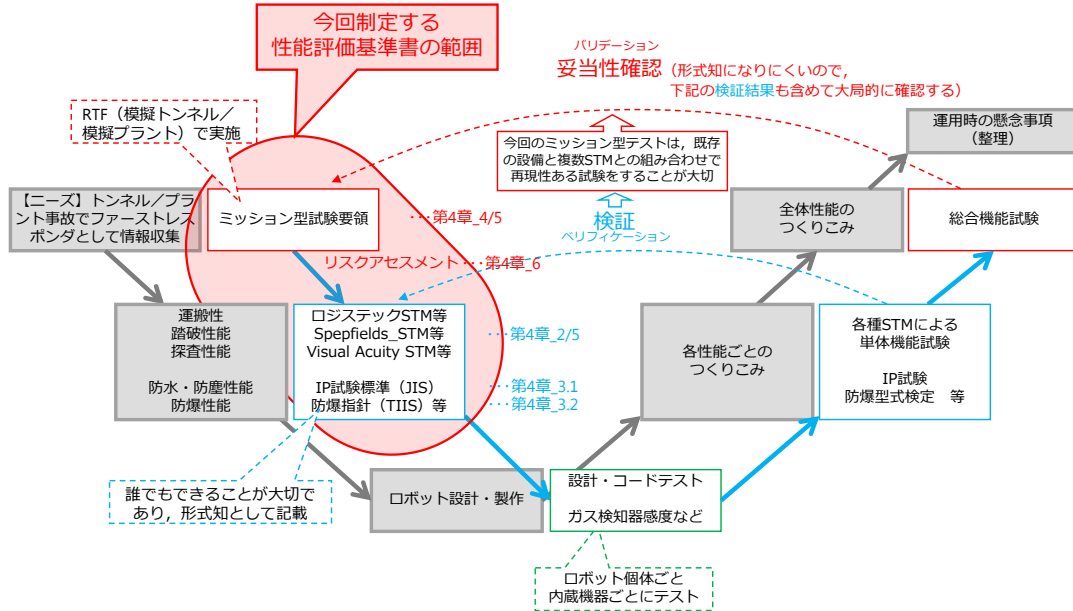 今回制定する
性能評価基準書の範囲
バリデーション
妥当性確認（形式知になりにくいので，
下記の検証結果も含めて大局的に確認する）
RTF（模擬トンネル／
模擬プラント）で実施
今回のミッション型テストは，既存
の設備と複数STMとの組み合わせで
再現性ある試験をすることが大切
運用時の懸念事項
（整理）
【ニーズ】トンネル／プラ
ント事故でファーストレス
ポンダとして情報収集
ミッション型試験要領
･･･第4章_4/5
検証
ベリフィケーション
全体性能の
つくりこみ
総合機能試験
リスクアセスメント ･･･第4章_6
運搬性
踏破性能
探査性能
防水・防塵性能
防爆性能
ロジステックSTM等
Spepfields_STM等
Visual Acuity STM等
IP試験標準（JIS）
防爆指針（TIIS）等
･･･第4章_2/5
･･･第4章_3.1
･･･第4章_3.2
各性能ごとの
つくりこみ
各種STMによる
単体機能試験
IP試験
防爆型式検定　等
誰でもできることが大切で
あり，形式知として記載
ロボット設計・製作
設計・コードテスト
ガス検知器感度など
ロボット個体ごと
内蔵機器ごとにテスト